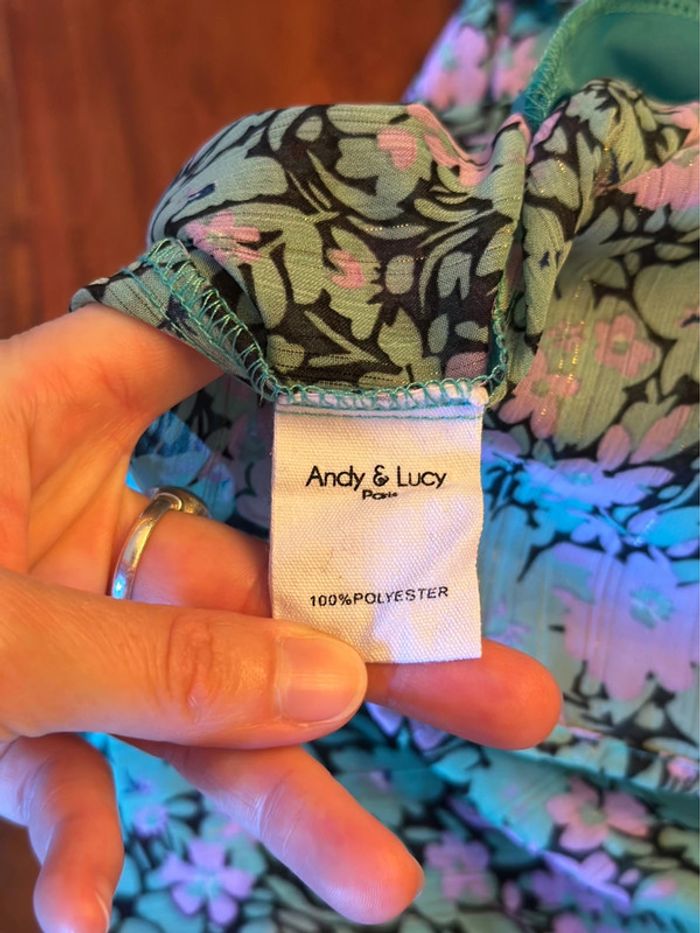 Andy & Lucy
Paris
100%POLYESTER